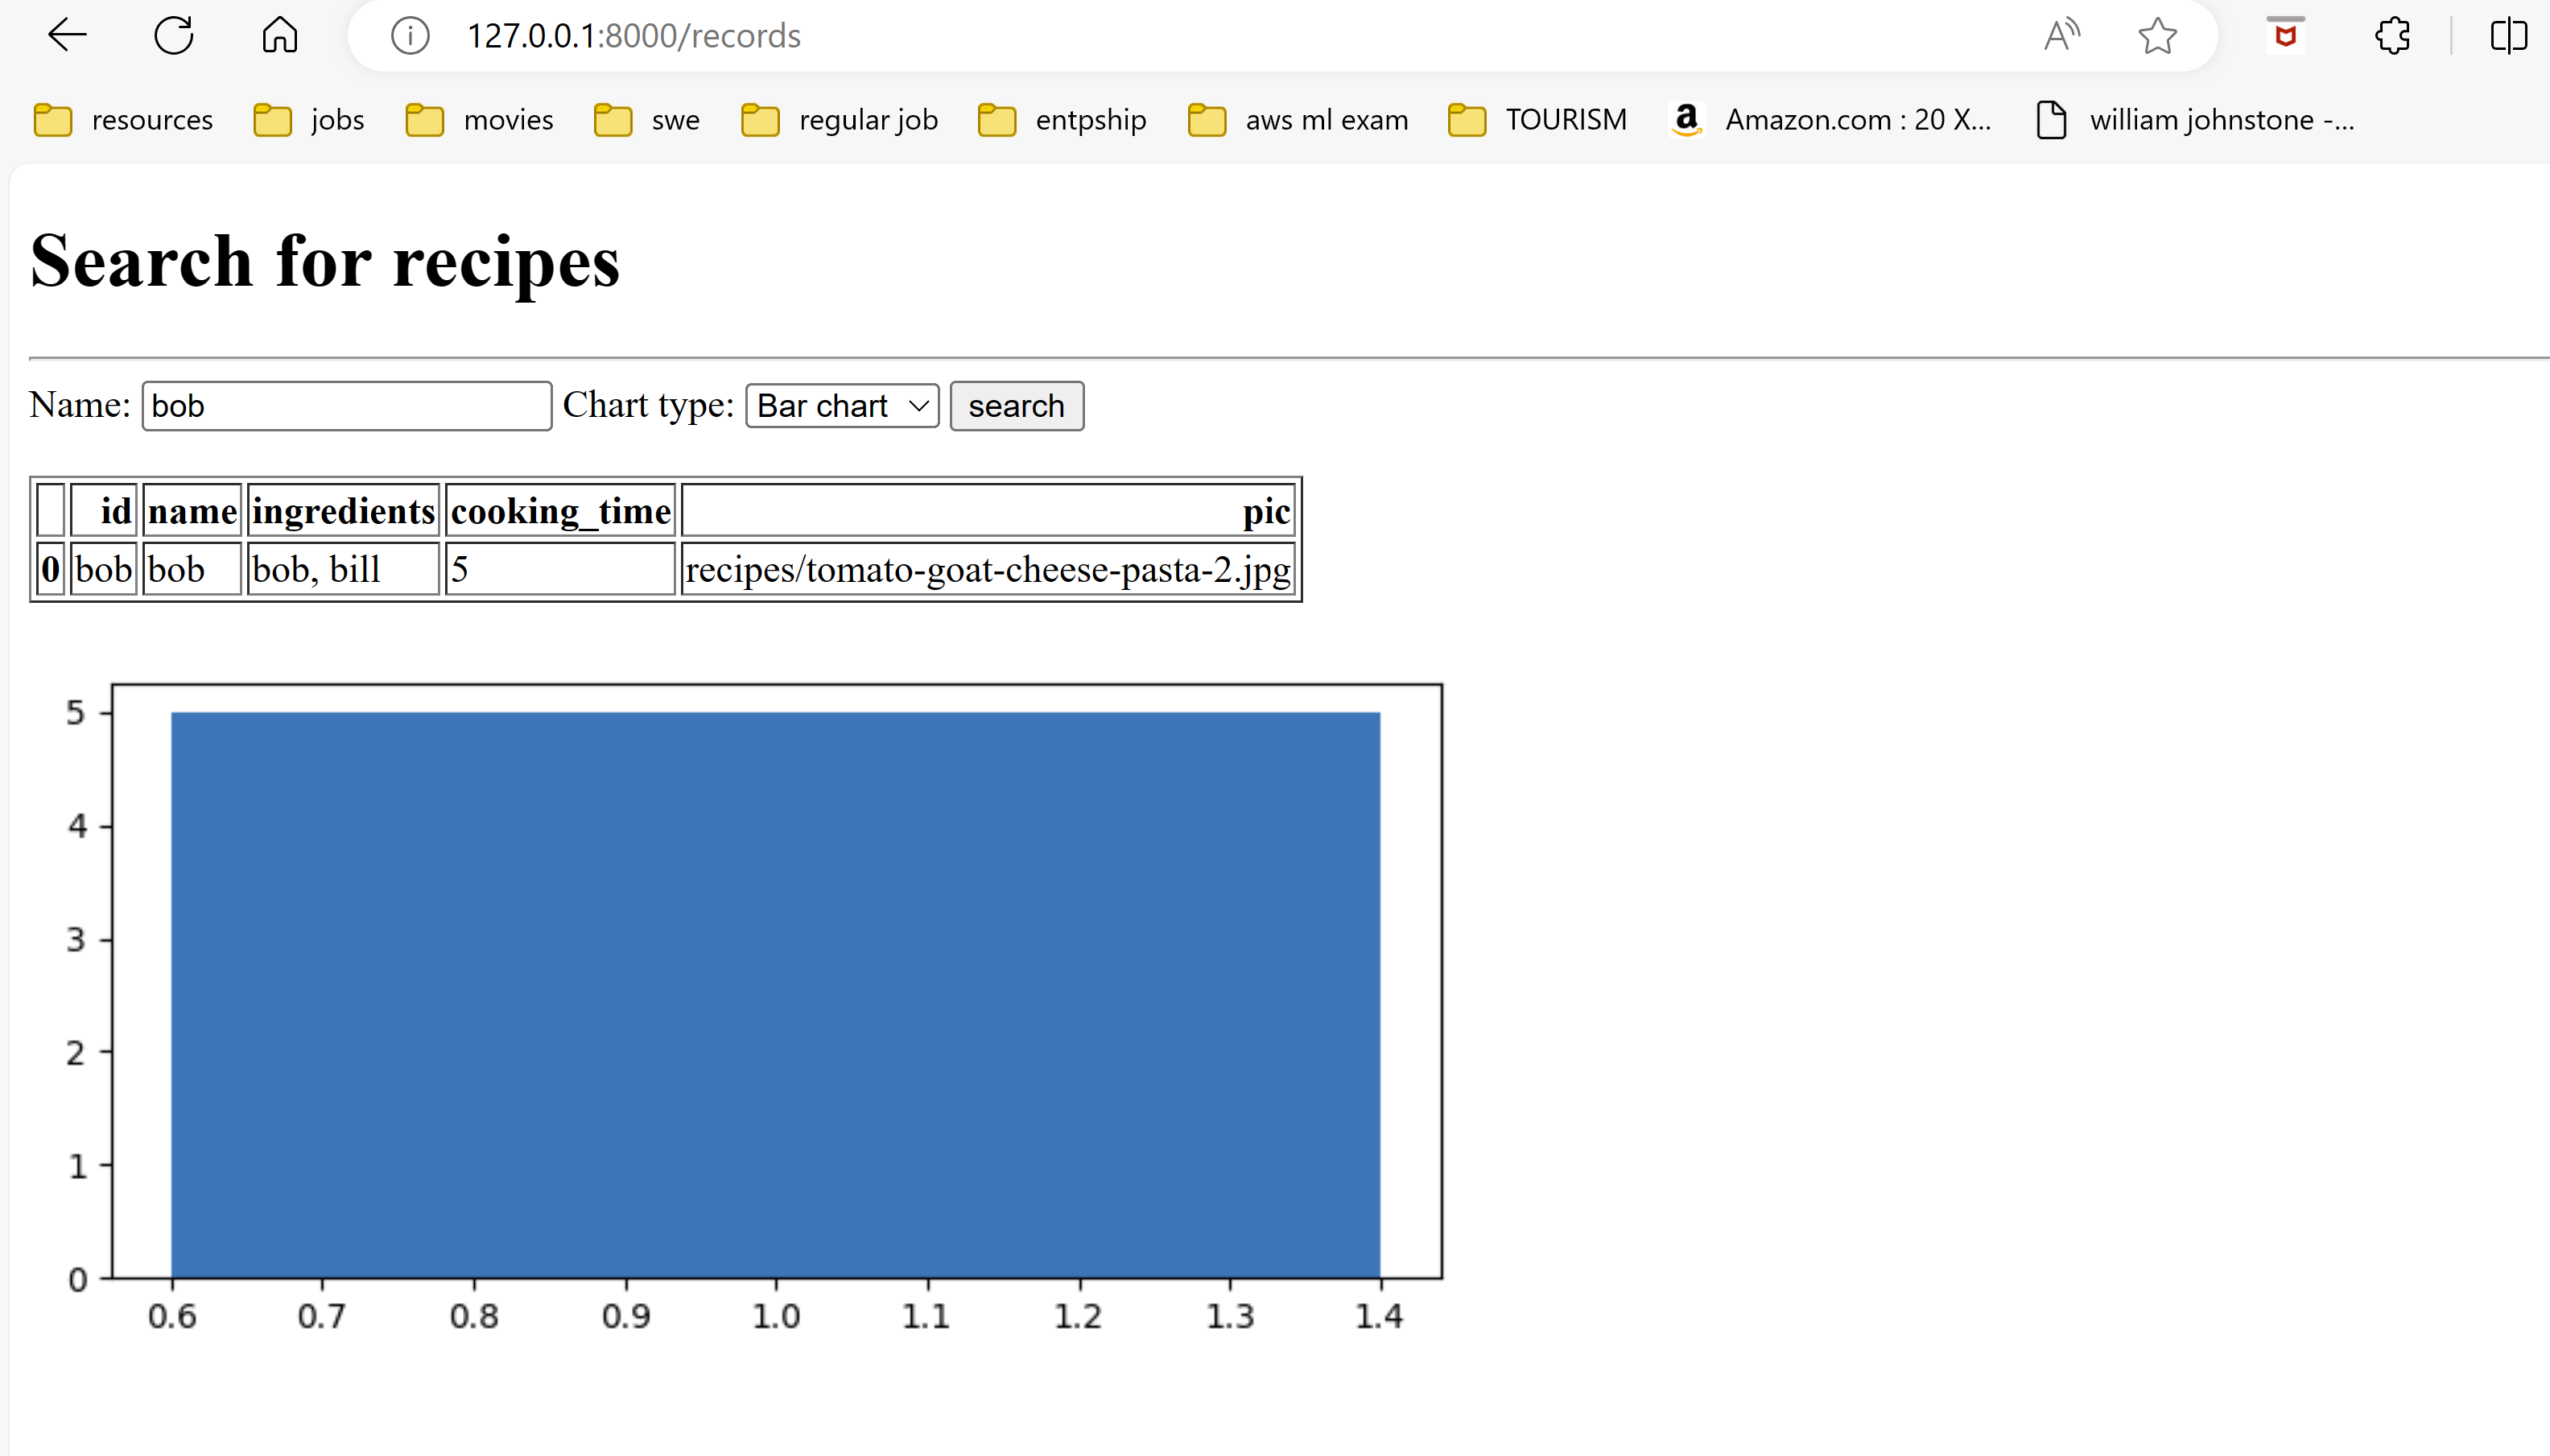 127.0.0.1:8000/records
resources jobs movies swe regular job entpship aws ml exam TOURISM Amazon.com : 20 X... william johnstone -...
Search for recipes
Name: bob Chart type: Bar chart search
id name ingredients cooking_time pic
0 bob bob bob, bill 5 recipes/tomato-goat-cheese-pasta-2.jpg
5
4
3
2
1
0
0.6 0.7 0.8 0.9 1.0 1.1 1.2 1.3 1.4